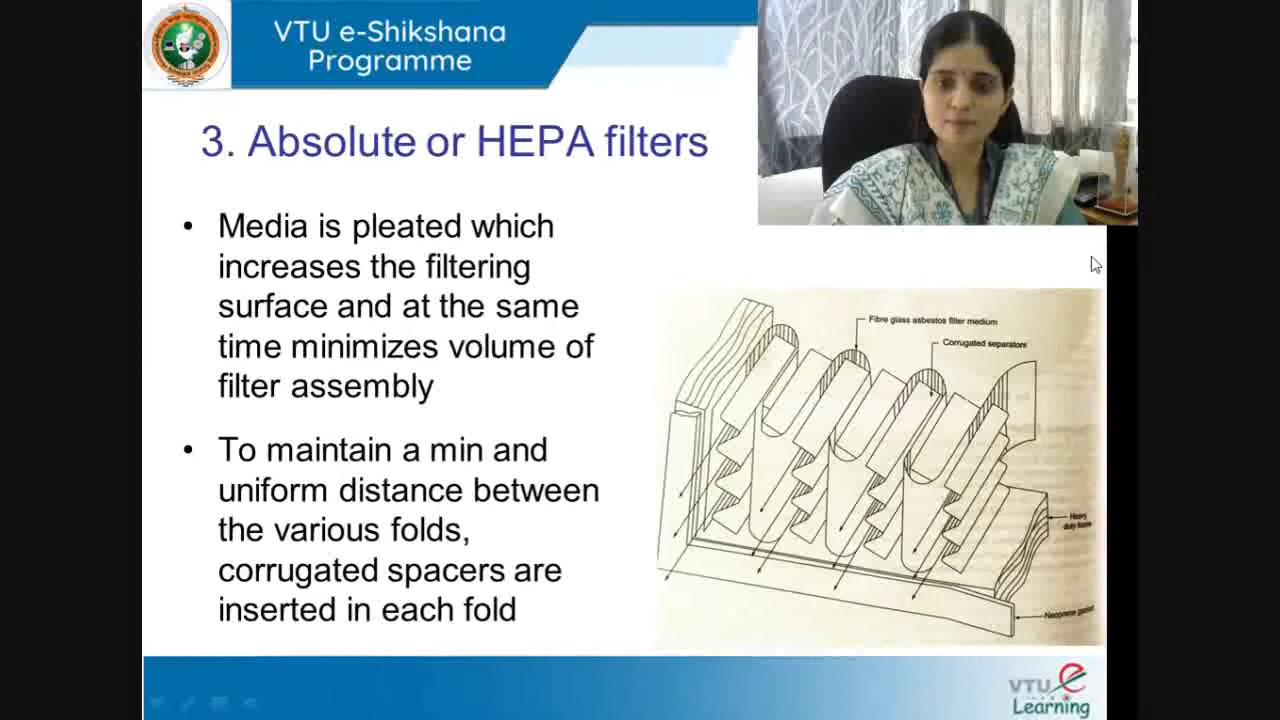 VTU e-Shikshana
Programme
3. Absolute or HEPA filters
• Media is pleated which
increases the filtering
surface and at the same
time minimizes volume of
filter assembly
• To maintain a min and
uniform distance between
the various folds,
corrugated spacers are
inserted in each fold
Fibre glass asbestos filter medium
Corrugated separators
Heavy
duty frame
Neoprene gasket
VTU e
Learning